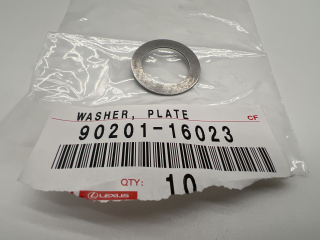 WASHER, PLATE CF
90201-16023
QTY: 10
LEXUS